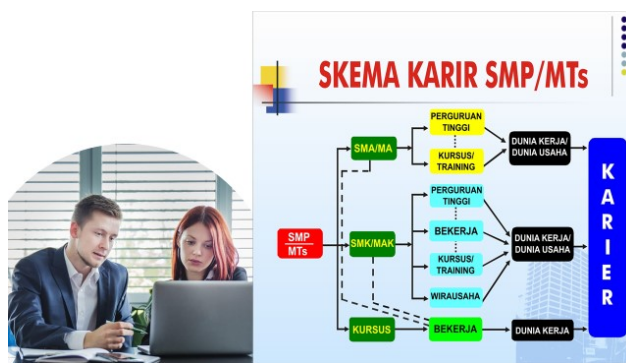 SKEMA KARIR SMP/MTs
SMP
MTs
SMA/MA
PERGURUAN
TINGGI
KURSUS/
TRAINING
DUNIA KERJA/
DUNIA USAHA
SMK/MAK
PERGURUAN
TINGGI
BEKERJA
KURSUS/
TRAINING
WIRAUSAHA
DUNIA KERJA/
DUNIA USAHA
KURSUS
BEKERJA
DUNIA KERJA
KARIER